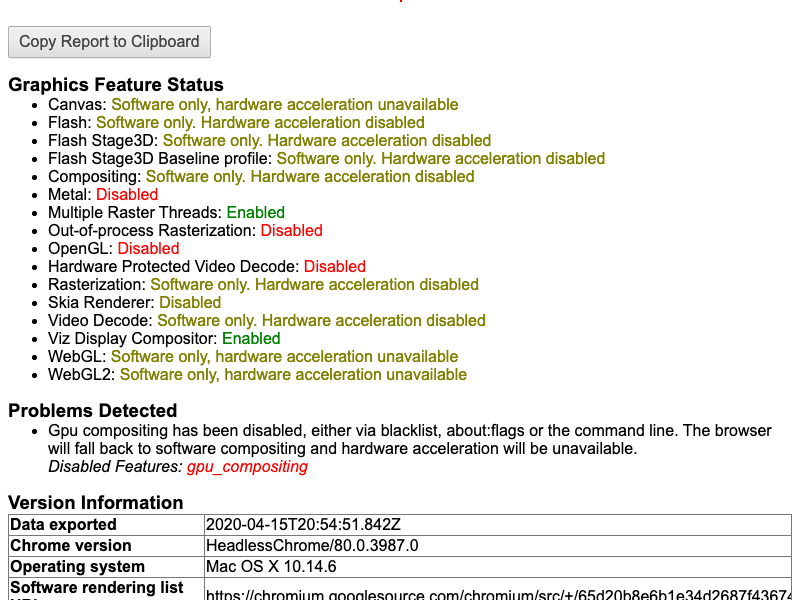 Copy Report to Clipboard
Graphics Feature Status
Canvas: Software only, hardware acceleration unavailable
Flash: Software only. Hardware acceleration disabled
Flash Stage3D: Software only. Hardware acceleration disabled
Flash Stage3D Baseline profile: Software only. Hardware acceleration disabled
Compositing: Software only. Hardware acceleration disabled
Metal: Disabled
Multiple Raster Threads: Enabled
Out-of-process Rasterization: Disabled
OpenGL: Disabled
Hardware Protected Video Decode: Disabled
Rasterization: Software only. Hardware acceleration disabled
Skia Renderer: Disabled
Video Decode: Software only. Hardware acceleration disabled
Viz Display Compositor: Enabled
WebGL: Software only, hardware acceleration unavailable
WebGL2: Software only, hardware acceleration unavailable
Problems Detected
Gpu compositing has been disabled, either via blacklist, about:flags or the command line. The browser
will fall back to software compositing and hardware acceleration will be unavailable.
Disabled Features: gpu_compositing
Version Information
Data exported 2020-04-15T20:54:51.842Z
Chrome version HeadlessChrome/80.0.3987.0
Operating system Mac OS X 10.14.6
Software rendering list
https://chromium.googlesource.com/chromium/src/+/65d20b8e6b1e34d2687f43674